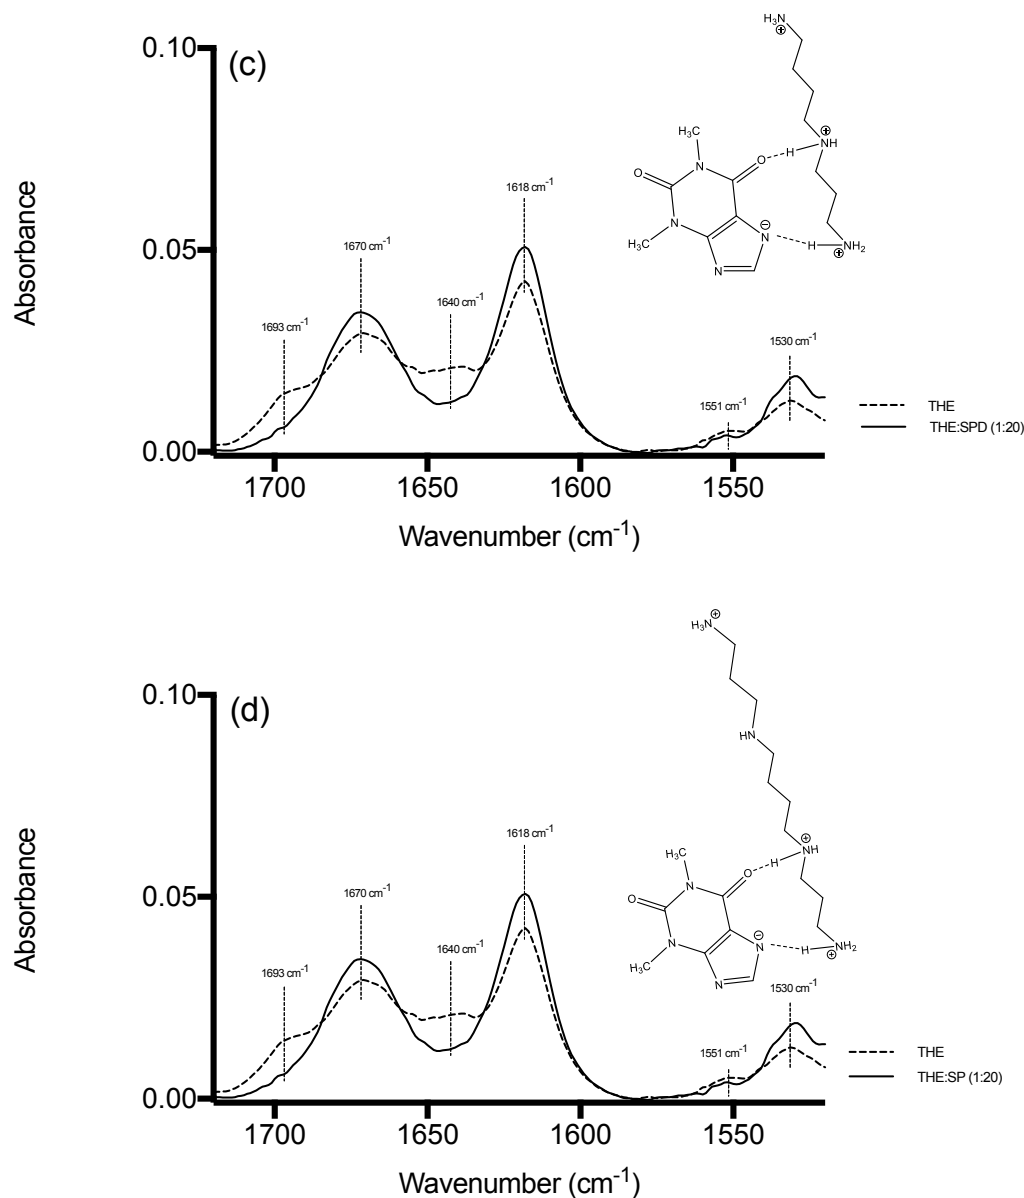 0.10
(c)
H3N
⊕
H3C
⊕
NH
H
O
N
O
1618 cm-1
1670 cm-1
0.05
N
N
⊖
H
NH2
⊕
H3C
N
1640 cm-1
1693 cm-1
1530 cm-1
1551 cm-1
THE
THE:SPD (1:20)
0.00
1700
1650
1600
1550
Absorbance
Wavenumber (cm-1)
0.10
(d)
H3N
⊕
HN
1618 cm-1
H3C
⊕
NH
H
O
N
O
1670 cm-1
0.05
N
N
⊖
H
NH2
⊕
H3C
N
1640 cm-1
1693 cm-1
1530 cm-1
1551 cm-1
THE
THE:SP (1:20)
0.00
1700
1650
1600
1550
Absorbance
Wavenumber (cm-1)